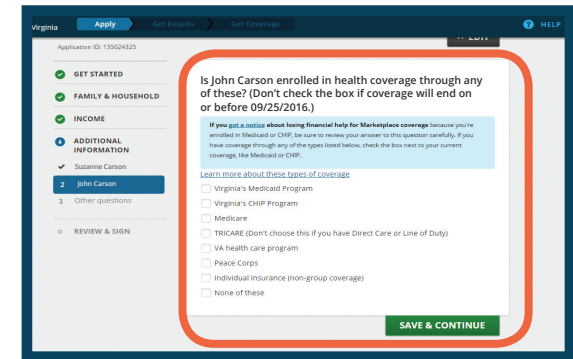 Virginia
Apply
Get Results
Get Coverage
? HELP
Application ID: 135024325
EDIT
GET STARTED
FAMILY & HOUSEHOLD
INCOME
ADDITIONAL
INFORMATION
Suzanne Carson
2 John Carson
3 Other questions
REVIEW & SIGN
Is John Carson enrolled in health coverage through any
of these? (Don't check the box if coverage will end on
or before 09/25/2016.)
If you got a notice about losing financial help for Marketplace coverage because you're
enrolled in Medicaid or CHIP, be sure to review your answer to this question carefully. If you
have coverage through any of the types listed below, check the box next to your current
coverage, like Medicaid or CHIP.
Learn more about these types of coverage
Virginia's Medicaid Program
Virginia's CHIP Program
Medicare
TRICARE (Don't choose this if you have Direct Care or Line of Duty)
VA health care program
Peace Corps
Individual insurance (non-group coverage)
None of these
SAVE & CONTINUE